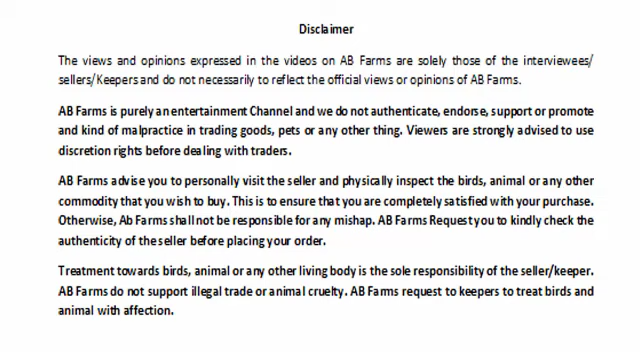 Disclaimer
The views and opinions expressed in the videos on AB Farms are solely those of the interviewees/
sellers/Keepers and do not necessarily to reflect the official views or opinions of AB Farms.
AB Farms is purely an entertainment Channel and we do not authenticate, endorse, support or promote
and kind of malpractice in trading goods, pets or any other thing. Viewers are strongly advised to use
discretion rights before dealing with traders.
AB Farms advise you to personally visit the seller and physically inspect the birds, animal or any other
commodity that you wish to buy. This is to ensure that you are completely satisfied with your purchase.
Otherwise, Ab Farms shall not be responsible for any mishap. AB Farms Request you to kindly check the
authenticity of the seller before placing your order.
Treatment towards birds, animal or any other living body is the sole responsibility of the seller/keeper.
AB Farms do not support illegal trade or animal cruelty. AB Farms request to keepers to treat birds and
animal with affection.